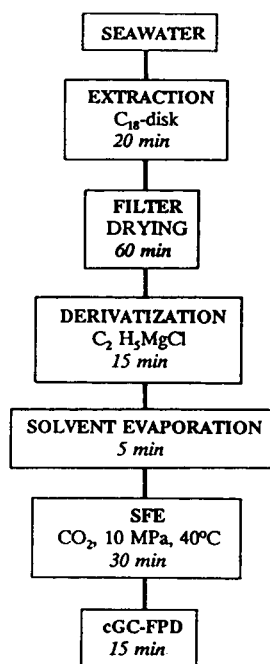 SEAWATER
EXTRACTION
C₁₈-disk
20 min
FILTER
DRYING
60 min
DERIVATIZATION
C₂ H₅MgCl
15 min
SOLVENT EVAPORATION
5 min
SFE
CO₂, 10 MPa, 40ºC
30 min
cGC-FPD
15 min